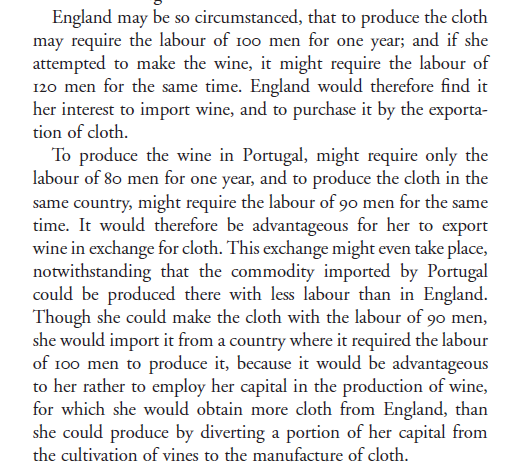 England may be so circumstanced, that to produce the cloth
may require the labour of 100 men for one year; and if she
attempted to make the wine, it might require the labour of
120 men for the same time. England would therefore find it
her interest to import wine, and to purchase it by the exporta-
tion of cloth.
To produce the wine in Portugal, might require only the
labour of 80 men for one year, and to produce the cloth in the
same country, might require the labour of 90 men for the same
time. It would therefore be advantageous for her to export
wine in exchange for cloth. This exchange might even take place,
notwithstanding that the commodity imported by Portugal
could be produced there with less labour than in England.
Though she could make the cloth with the labour of 90 men,
she would import it from a country where it required the labour
of 100 men to produce it, because it would be advantageous
to her rather to employ her capital in the production of wine,
for which she would obtain more cloth from England, than
she could produce by diverting a portion of her capital from
the cultivation of vines to the manufacture of cloth.